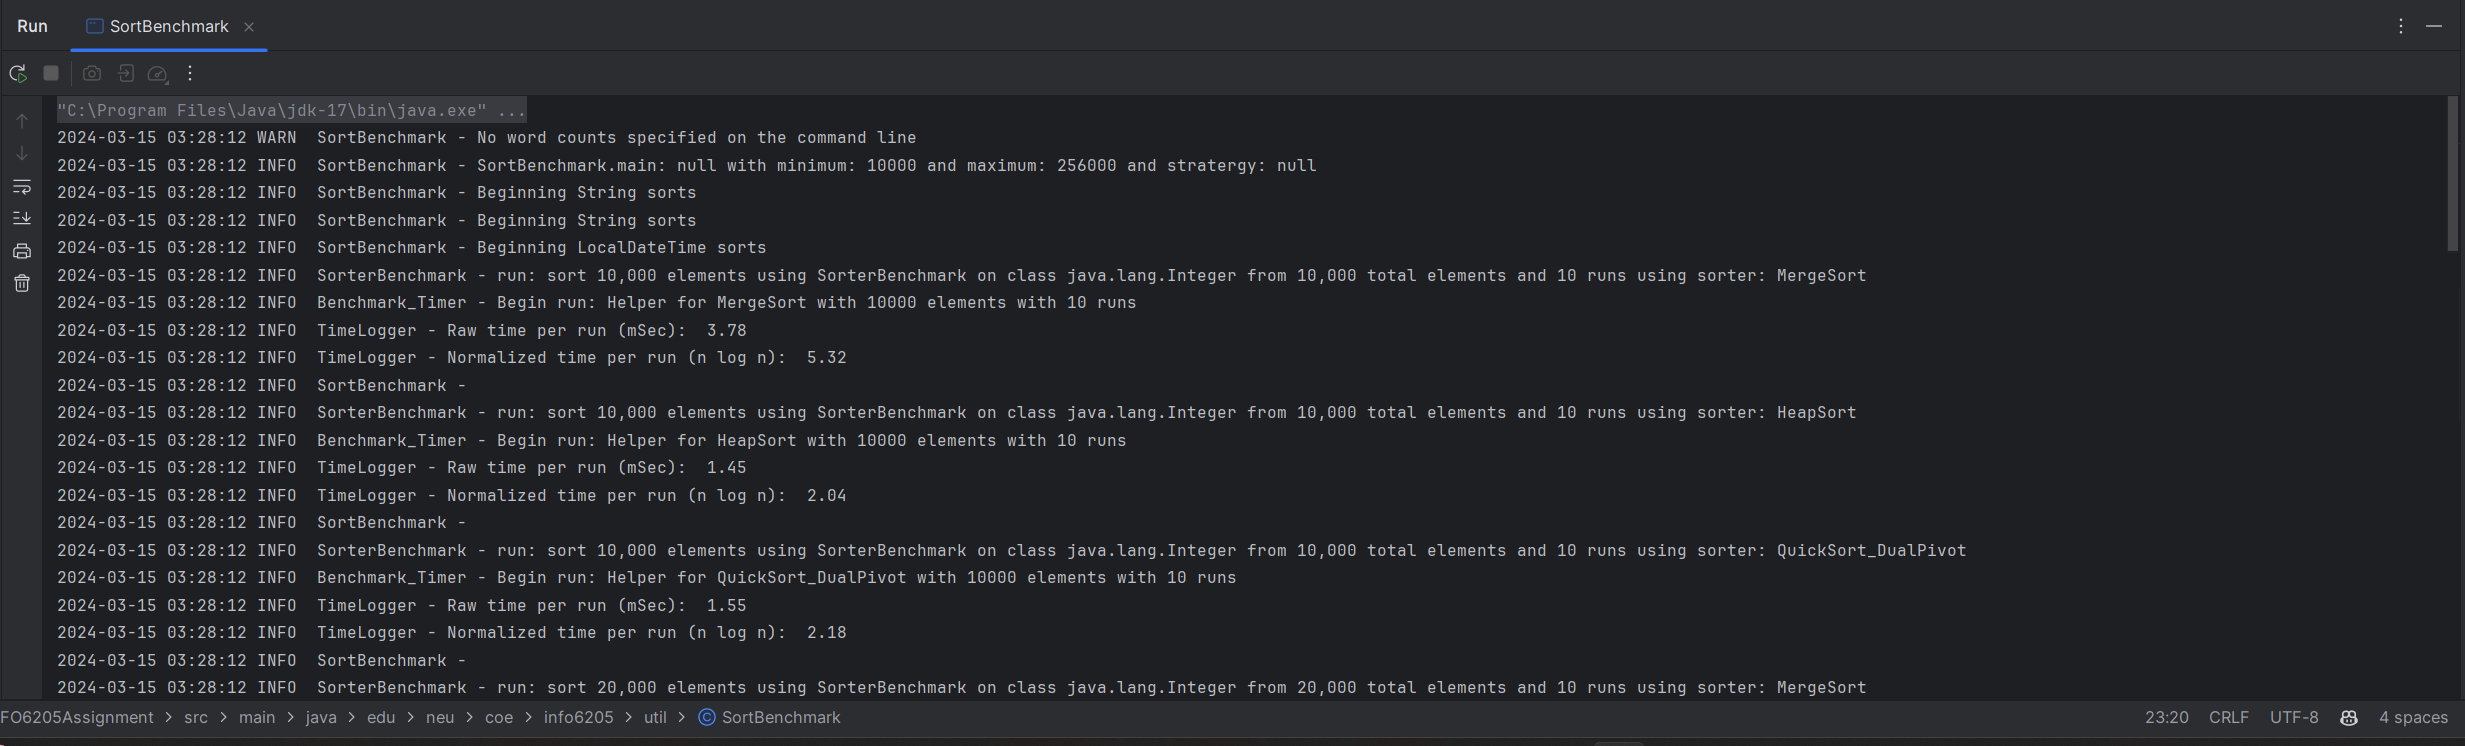 Run SortBenchmark
"C:\Program Files\Java\jdk-17\bin\java.exe" ...
2024-03-15 03:28:12 WARN  SortBenchmark - No word counts specified on the command line
2024-03-15 03:28:12 INFO  SortBenchmark - SortBenchmark.main: null with minimum: 10000 and maximum: 256000 and stratergy: null
2024-03-15 03:28:12 INFO  SortBenchmark - Beginning String sorts
2024-03-15 03:28:12 INFO  SortBenchmark - Beginning String sorts
2024-03-15 03:28:12 INFO  SortBenchmark - Beginning LocalDateTime sorts
2024-03-15 03:28:12 INFO  SorterBenchmark - run: sort 10,000 elements using SorterBenchmark on class java.lang.Integer from 10,000 total elements and 10 runs using sorter: MergeSort
2024-03-15 03:28:12 INFO  Benchmark_Timer - Begin run: Helper for MergeSort with 10000 elements with 10 runs
2024-03-15 03:28:12 INFO  TimeLogger - Raw time per run (mSec):  3.78
2024-03-15 03:28:12 INFO  TimeLogger - Normalized time per run (n log n):  5.32
2024-03-15 03:28:12 INFO  SortBenchmark -
2024-03-15 03:28:12 INFO  SorterBenchmark - run: sort 10,000 elements using SorterBenchmark on class java.lang.Integer from 10,000 total elements and 10 runs using sorter: HeapSort
2024-03-15 03:28:12 INFO  Benchmark_Timer - Begin run: Helper for HeapSort with 10000 elements with 10 runs
2024-03-15 03:28:12 INFO  TimeLogger - Raw time per run (mSec):  1.45
2024-03-15 03:28:12 INFO  TimeLogger - Normalized time per run (n log n):  2.04
2024-03-15 03:28:12 INFO  SortBenchmark -
2024-03-15 03:28:12 INFO  SorterBenchmark - run: sort 10,000 elements using SorterBenchmark on class java.lang.Integer from 10,000 total elements and 10 runs using sorter: QuickSort_DualPivot
2024-03-15 03:28:12 INFO  Benchmark_Timer - Begin run: Helper for QuickSort_DualPivot with 10000 elements with 10 runs
2024-03-15 03:28:12 INFO  TimeLogger - Raw time per run (mSec):  1.55
2024-03-15 03:28:12 INFO  TimeLogger - Normalized time per run (n log n):  2.18
2024-03-15 03:28:12 INFO  SortBenchmark -
2024-03-15 03:28:12 INFO  SorterBenchmark - run: sort 20,000 elements using SorterBenchmark on class java.lang.Integer from 20,000 total elements and 10 runs using sorter: MergeSort
FO6205Assignment > src > main > java > edu > neu > coe > info6205 > util > SortBenchmark 23:20 CRLF UTF-8 4 spaces